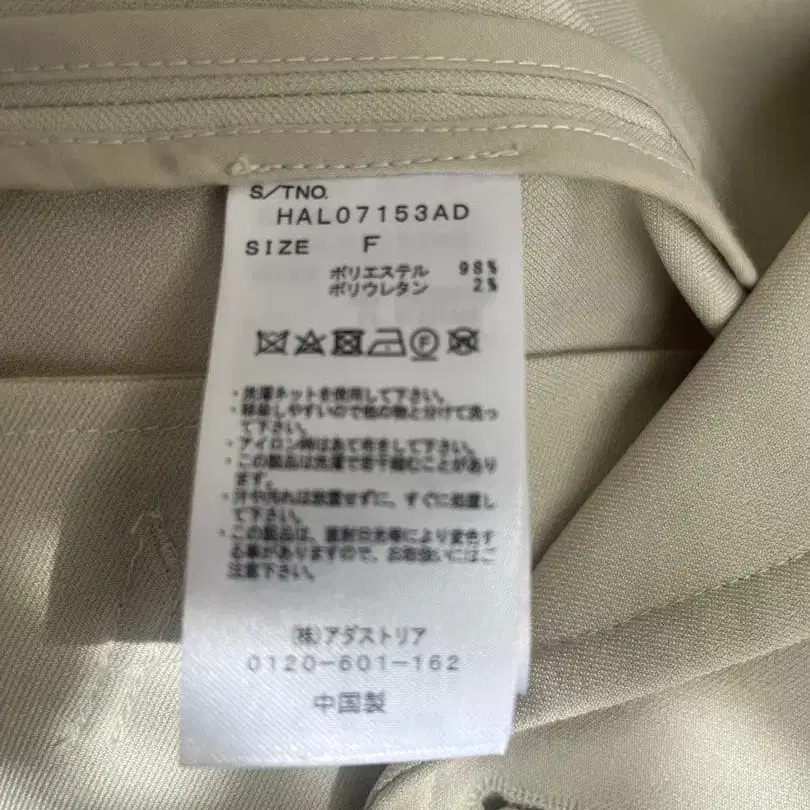 S/TNO.
HAL07153AD
SIZE F
ポリエステル 98%
ポリウレタン 2%
・洗濯ネットを使用して下さい。
・移染しやすいので他の物と分けて洗っ
て下さい。
・アイロン時はあて布をして下さい。
・この製品は洗濯で若干縮むことがあり
ます。
・汗や汚れは放置せずに、すぐに処置し
て下さい。
・この製品は、直射日光等により変色す
る事がありますので、お取扱いにはご
注意下さい。
(株)アダストリア
0120-601-162
中国製